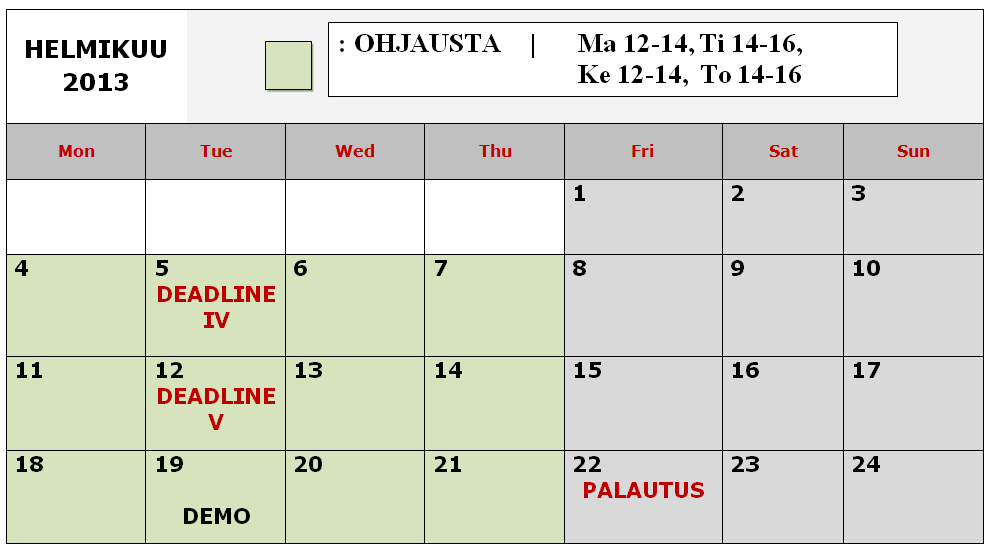 HELMIKUU
2013
: OHJAUSTA | Ma 12-14, Ti 14-16,
Ke 12-14, To 14-16
Mon Tue Wed Thu Fri Sat Sun
1 2 3
4 5 6 7 8 9 10
DEADLINE
IV
11 12 13 14 15 16 17
DEADLINE
V
18 19 20 21 22 23 24
PALAUTUS
DEMO